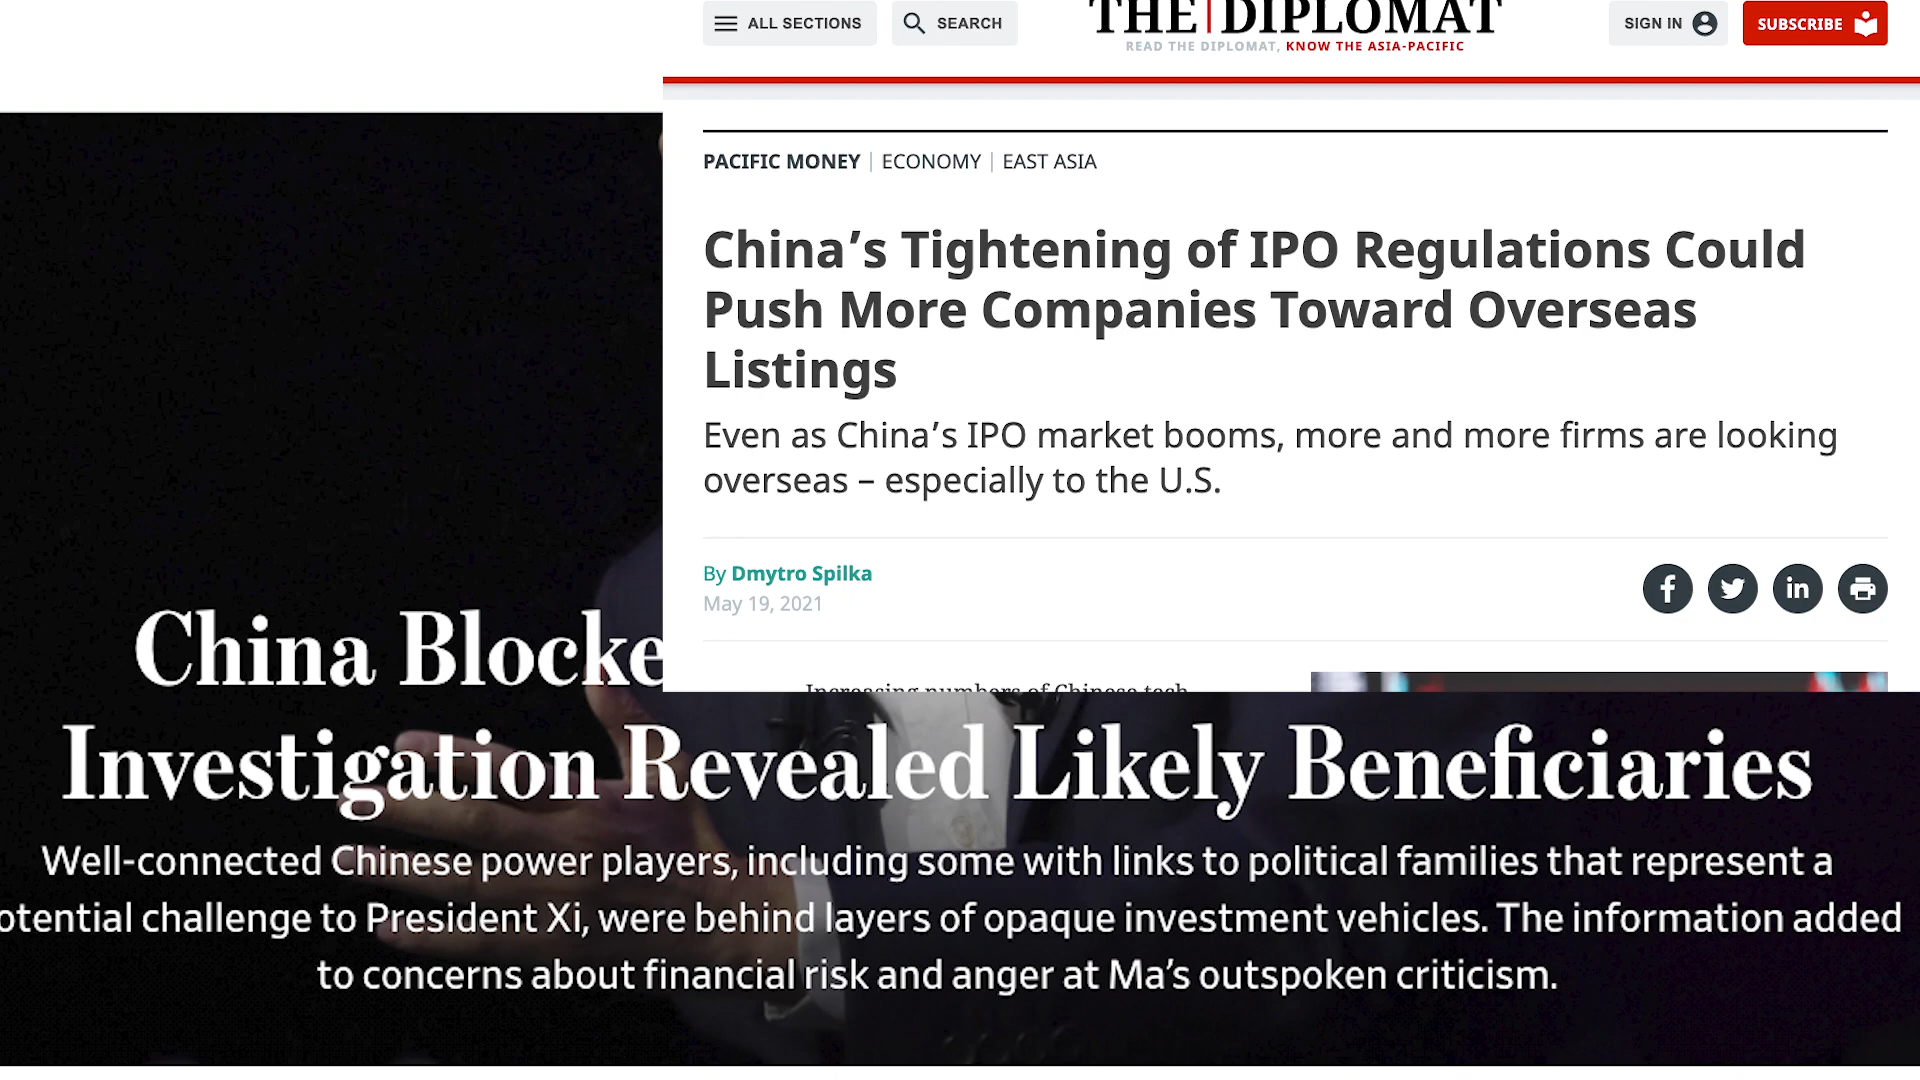 ALL SECTIONS
SEARCH
THE DIPLOMAT
READ THE DIPLOMAT, KNOW THE ASIA-PACIFIC
SIGN IN
SUBSCRIBE
PACIFIC MONEY | ECONOMY | EAST ASIA
China’s Tightening of IPO Regulations Could
Push More Companies Toward Overseas
Listings
Even as China’s IPO market booms, more and more firms are looking
overseas – especially to the U.S.
By Dmytro Spilka
May 19, 2021
Increasing numbers of Chinese tech
China Blocke
Investigation Revealed Likely Beneficiaries
Well-connected Chinese power players, including some with links to political families that represent a
otential challenge to President Xi, were behind layers of opaque investment vehicles. The information added
to concerns about financial risk and anger at Ma’s outspoken criticism.